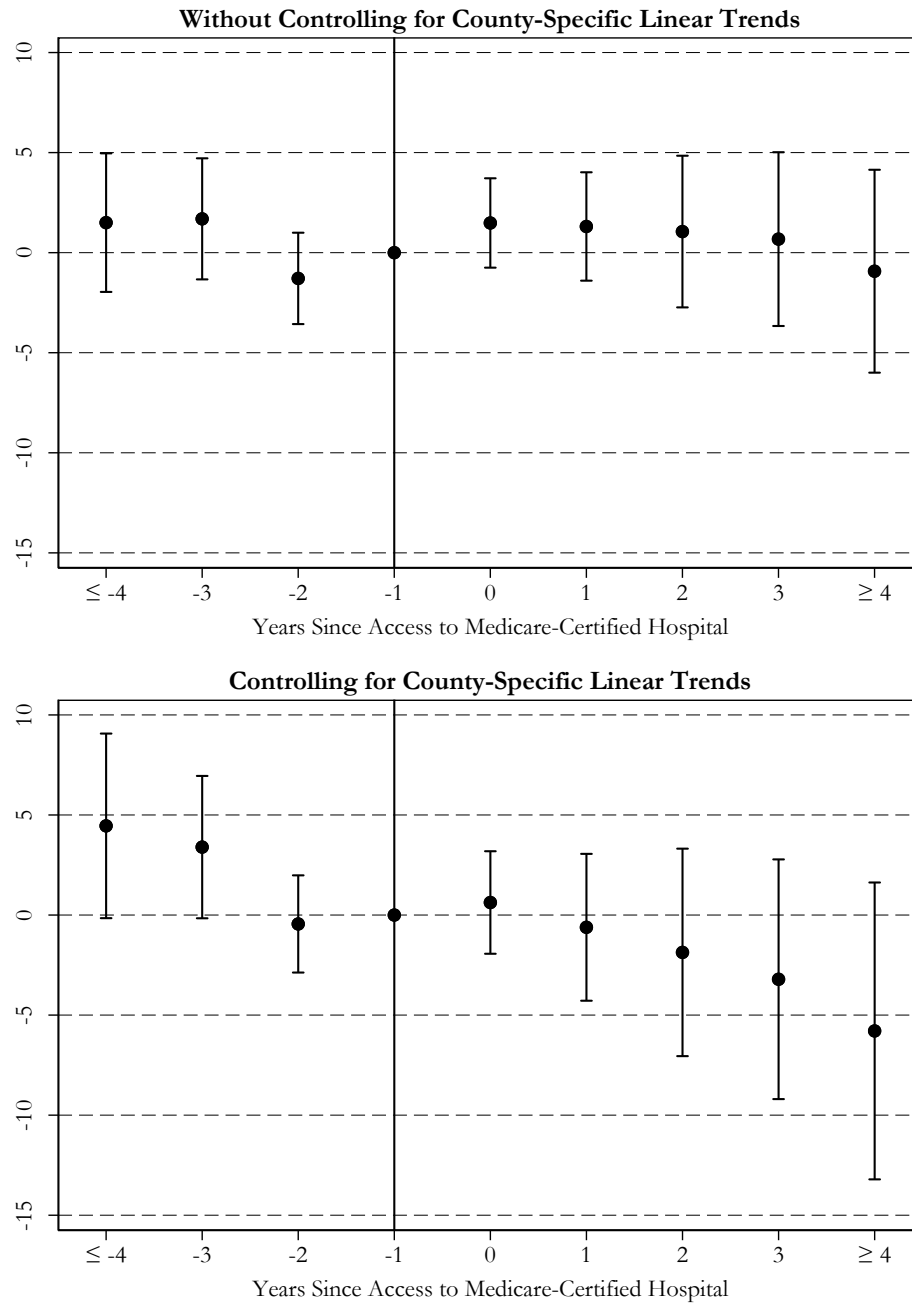 Without Controlling for County-Specific Linear Trends
10
5
0
-5
-10
-15
≤ -4 -3 -2 -1 0 1 2 3 ≥ 4
Years Since Access to Medicare-Certified Hospital
Controlling for County-Specific Linear Trends
10
5
0
-5
-10
-15
≤ -4 -3 -2 -1 0 1 2 3 ≥ 4
Years Since Access to Medicare-Certified Hospital